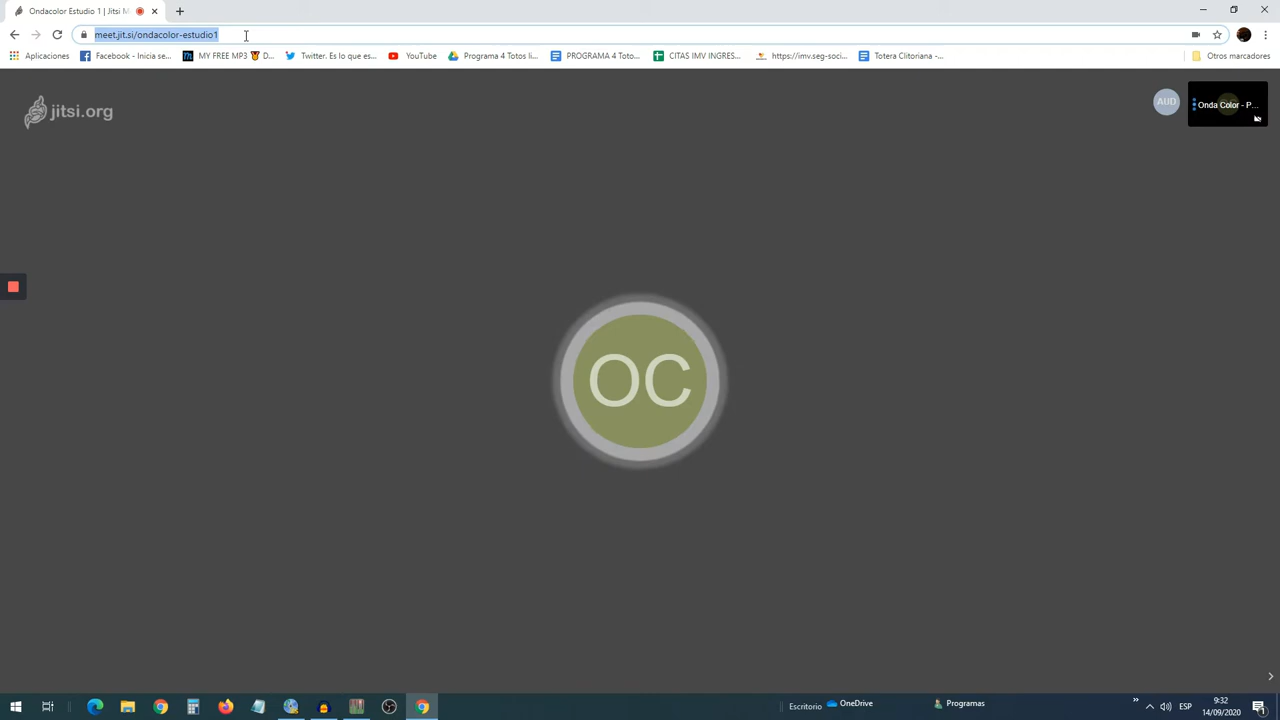 Ondacolor Estudio 1 | Jitsi M
meet.jit.si/ondacolor-estudio1
Aplicaciones
Facebook - Inicia se...
MY FREE MP3 🏅 D...
Twitter. Es lo que es...
YouTube
Programa 4 Totos li...
PROGRAMA 4 Toto...
CITAS IMV INGRES...
https://imv.seg-soci...
Totera Clitoriana -...
Otros marcadores
jitsi.org
AUD
Onda Color - P...
OC
Escritorio
OneDrive
Programas
»
ESP
9:32
14/09/2020
1